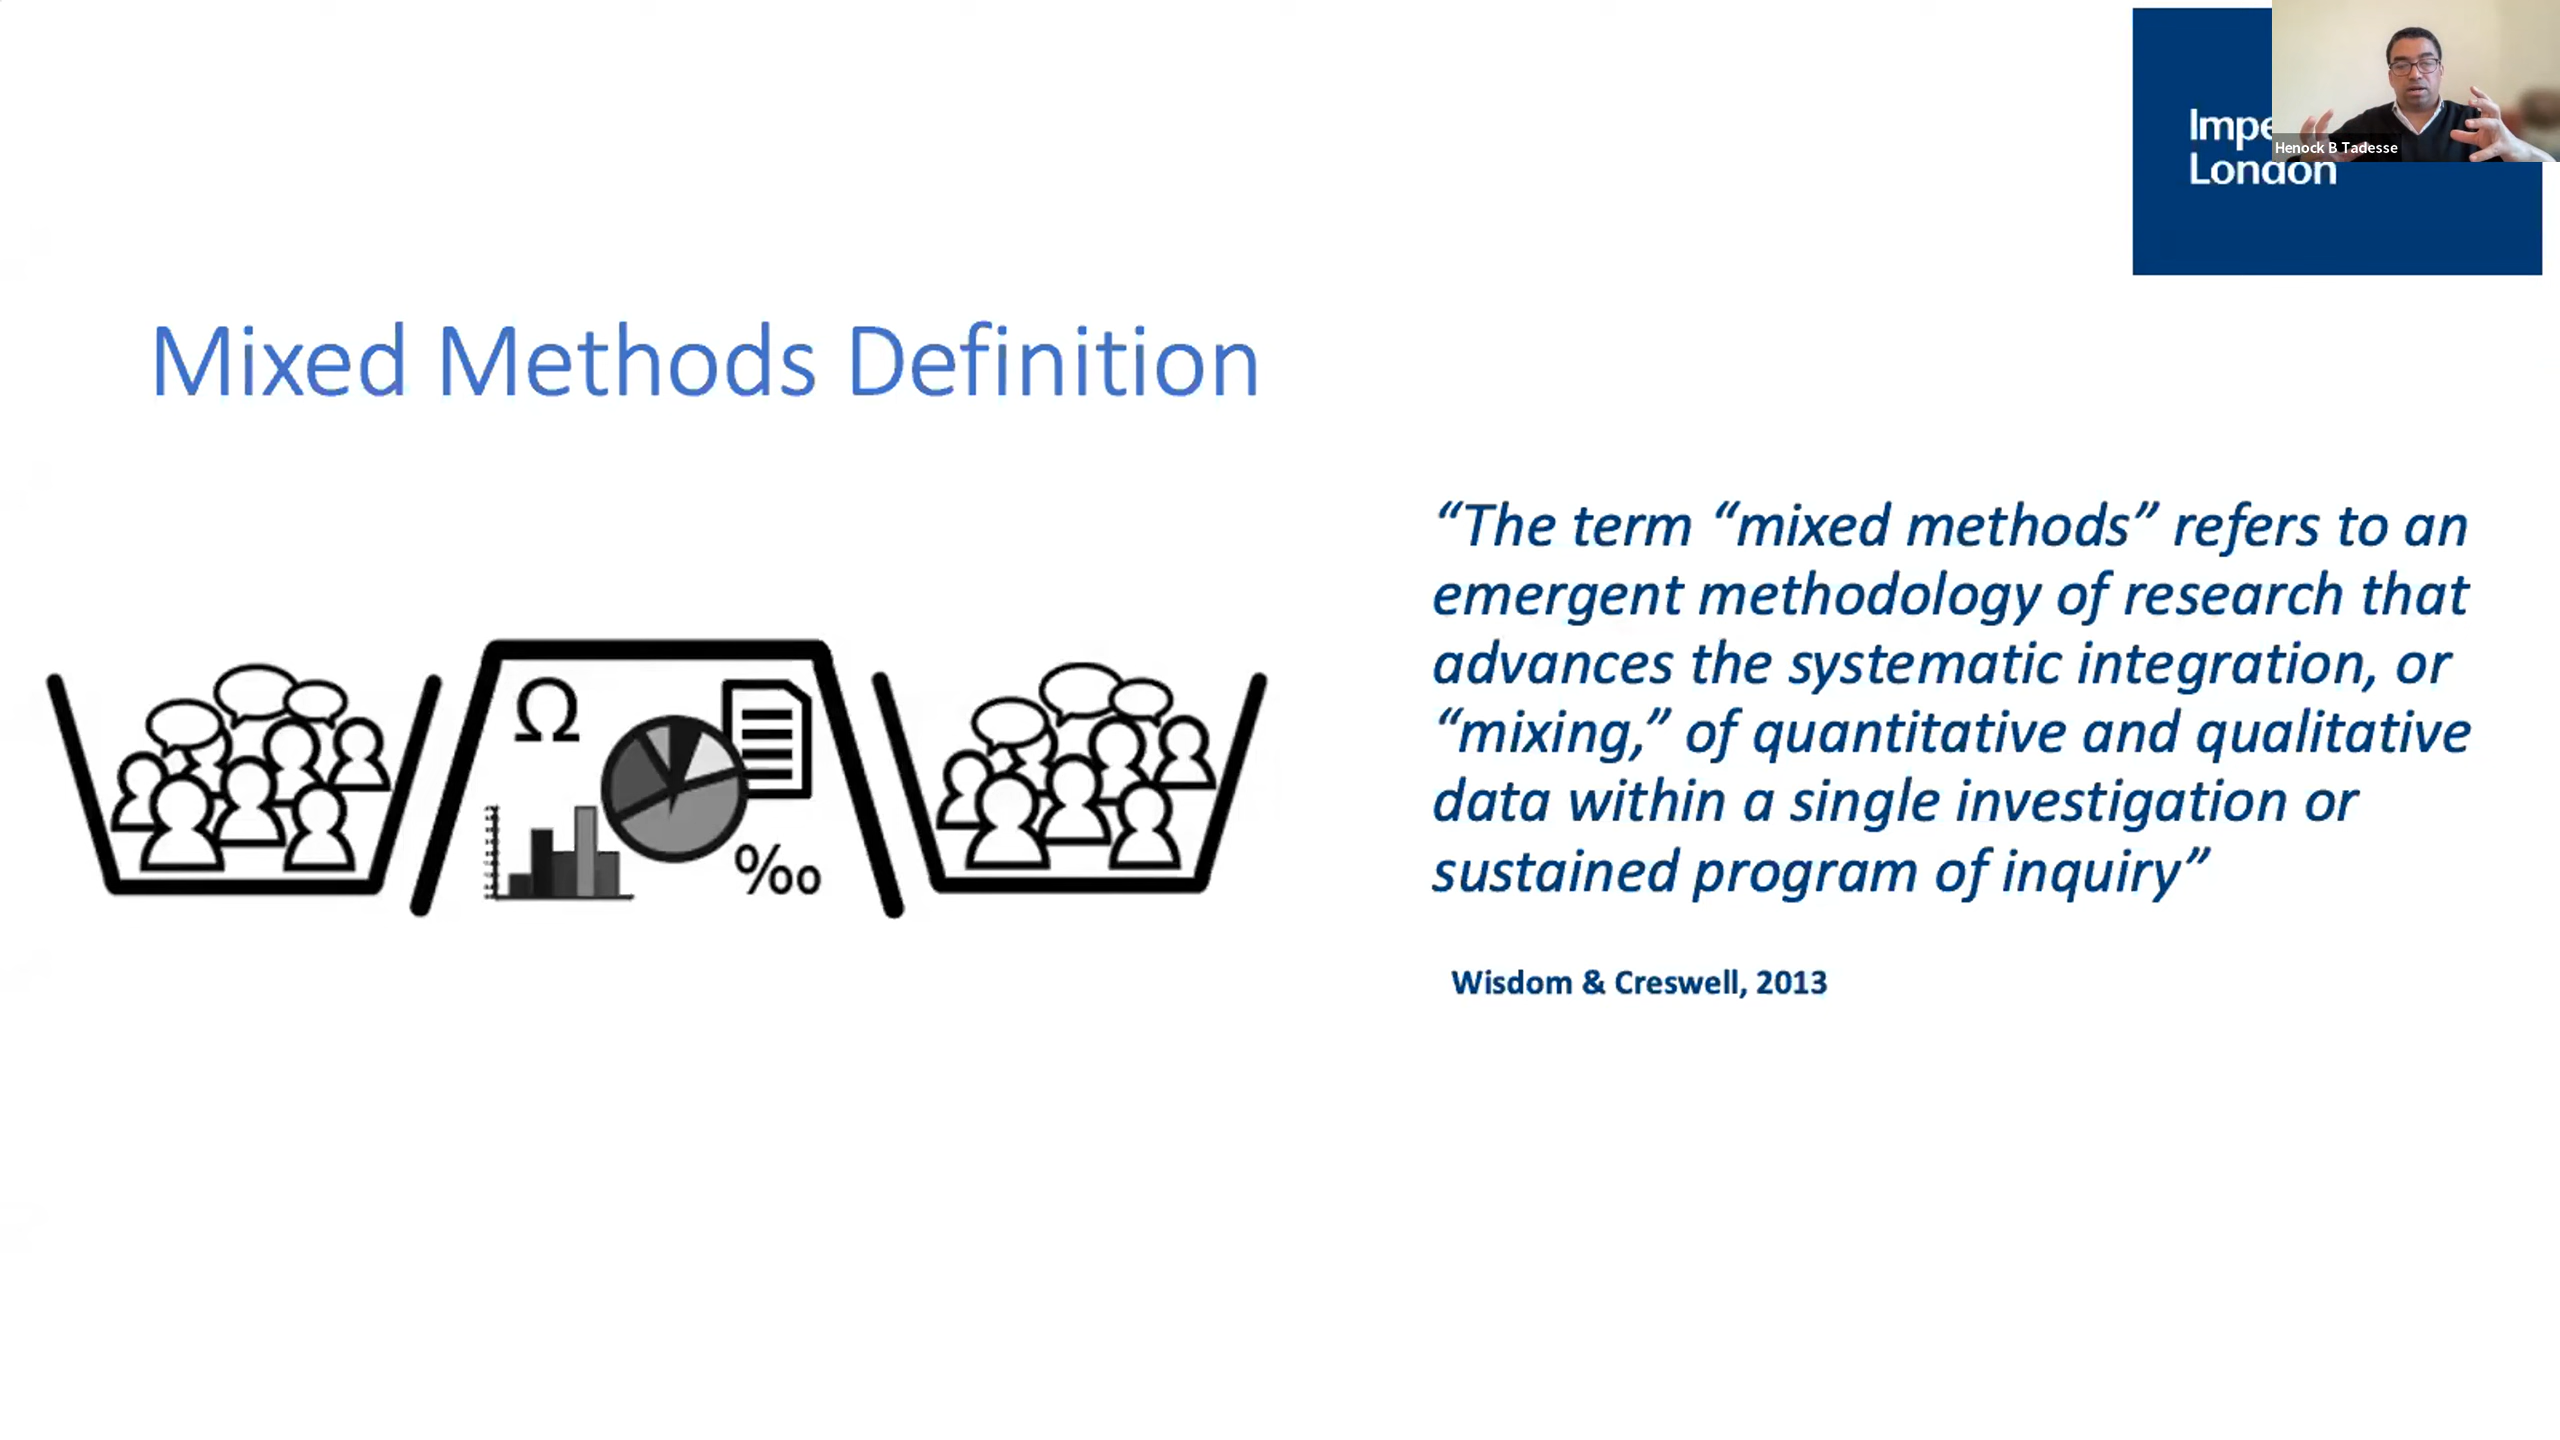 Impe
London
Henock B Tadesse
Mixed Methods Definition
“The term “mixed methods” refers to an
emergent methodology of research that
advances the systematic integration, or
“mixing,” of quantitative and qualitative
data within a single investigation or
sustained program of inquiry”
Wisdom & Creswell, 2013
Ω
‰